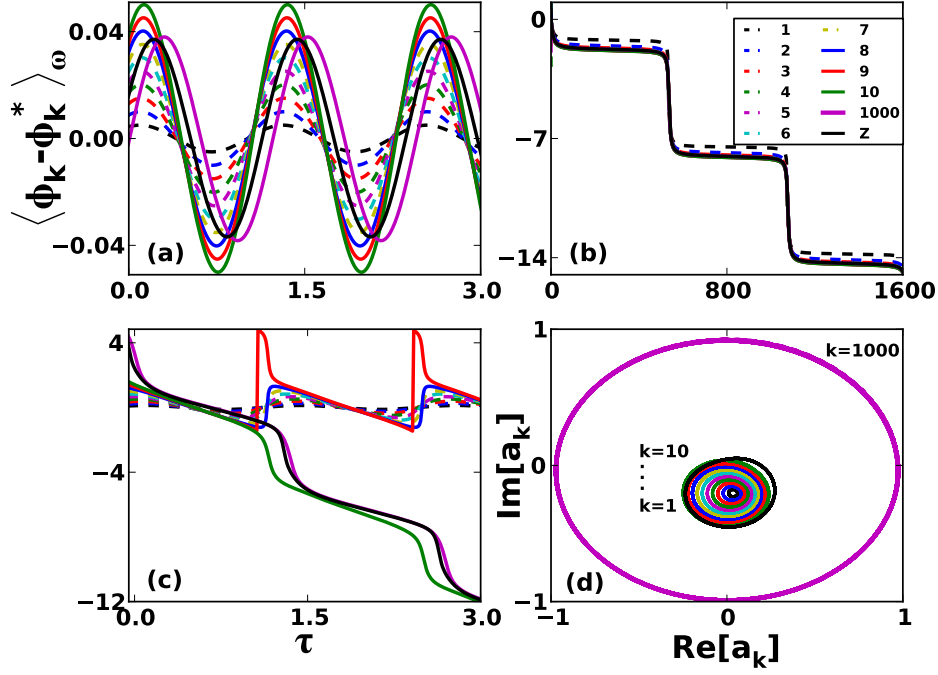 ⟨ϕk-ϕk*⟩ω
0.04
0.00
−0.04
(a)
0.0
1.5
3.0
0
−7
−14
(b)
0
800
1600
1
2
3
4
5
6
7
8
9
10
1000
Z
4
−4
−12
(c)
0.0
1.5
3.0
τ
Im[ak]
1
0
−1
k=1000
k=10
k=1
(d)
−1
0
1
Re[ak]